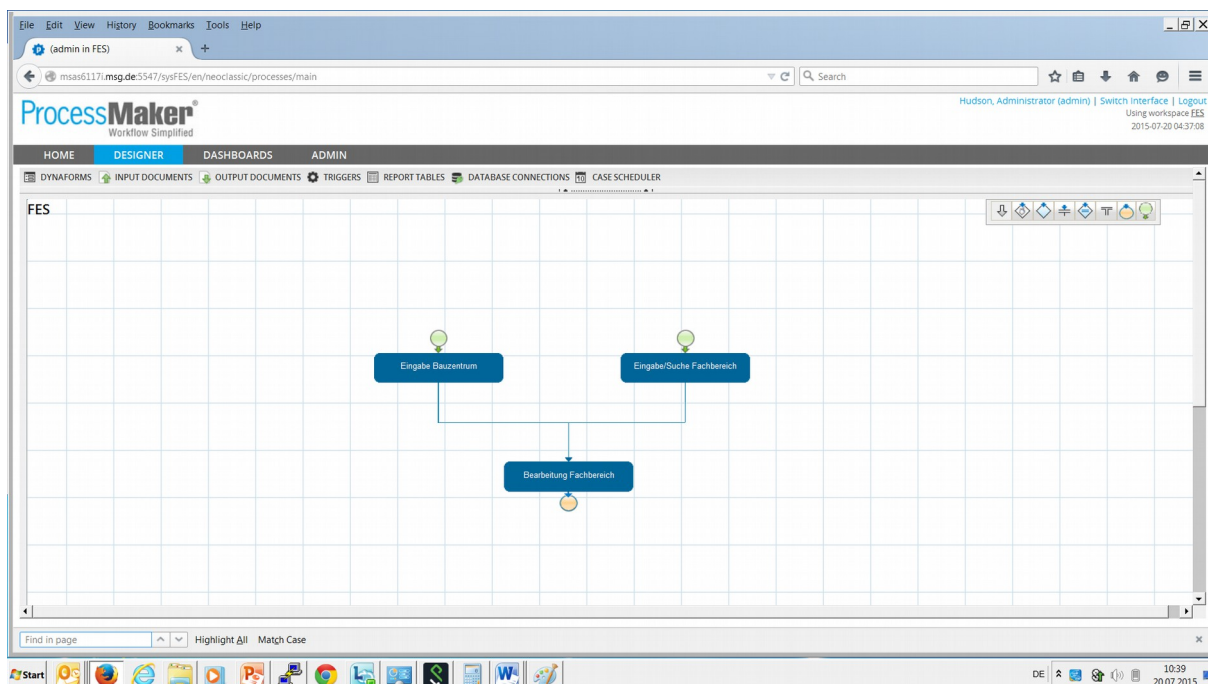 File Edit View History Bookmarks Tools Help
(admin in FES)
msas6117i.msg.de:5547/sysFES/en/neoclassic/processes/main
Search
ProcessMaker®
Workflow Simplified
Hudson, Administrator (admin) | Switch Interface | Logout
Using workspace FES
2015-07-20 04:37:08
HOME DESIGNER DASHBOARDS ADMIN
DYNAFORMS INPUT DOCUMENTS OUTPUT DOCUMENTS TRIGGERS REPORT TABLES DATABASE CONNECTIONS CASE SCHEDULER
FES
Eingabe Bauzentrum
Eingabe/Suche Fachbereich
Bearbeitung Fachbereich
Find in page
Highlight All Match Case
Start
DE
10:39
20.07.2015